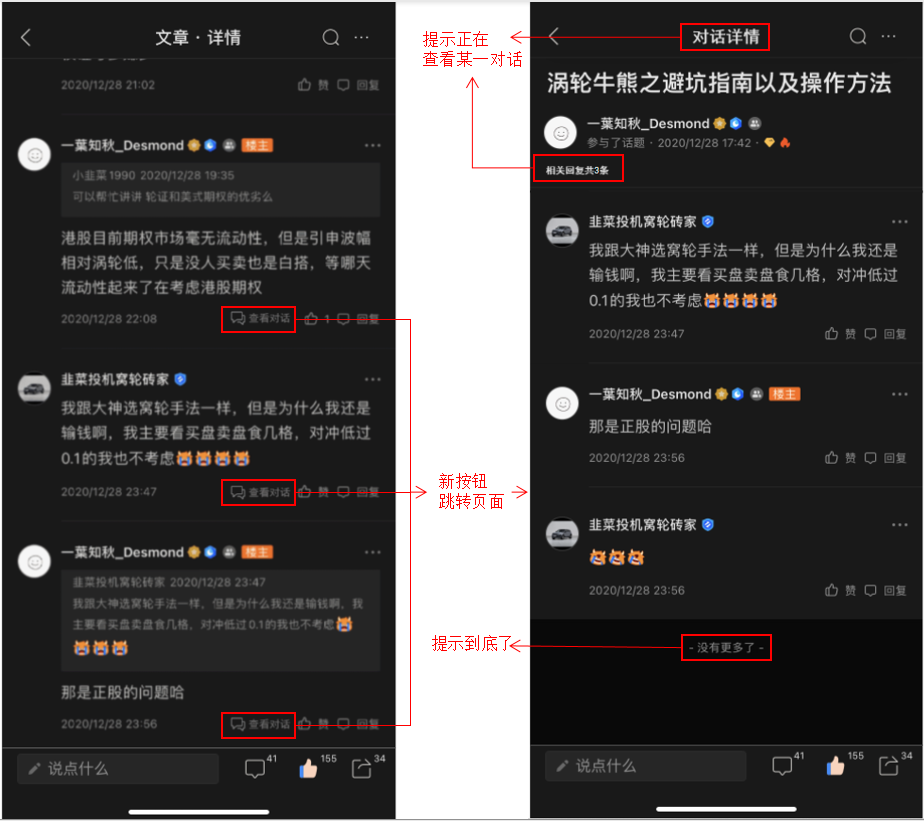 文章 · 详情
2020/12/28 21:02
赞
回复
一葉知秋_Desmond
楼主
小韭菜1990 2020/12/28 19:35
可以帮忙讲讲 轮证和美式期权的优劣么
港股目前期权市场毫无流动性，但是引申波幅
相对涡轮低，只是没人买卖也是白搭，等哪天
流动性起来了在考虑港股期权
2020/12/28 22:08
查看对话
1
回复
韭菜投机窝轮砖家
我跟大神选窝轮手法一样，但是为什么我还是
输钱啊，我主要看买盘卖盘食几格，对冲低过
0.1的我也不考虑
2020/12/28 23:47
查看对话
赞
回复
一葉知秋_Desmond
楼主
韭菜投机窝轮砖家 2020/12/28 23:47
我跟大神选窝轮手法一样，但是为什么我还是输钱啊，我
主要看买盘卖盘食几格，对冲低过0.1的我也不考虑
那是正股的问题哈
2020/12/28 23:56
查看对话
赞
回复
说点什么
41
155
34
提示正在
查看某一对话
新按钮
跳转页面
提示到底了
对话详情
涡轮牛熊之避坑指南以及操作方法
一葉知秋_Desmond
参与了话题 · 2020/12/28 17:42 ·
相关回复共3条
韭菜投机窝轮砖家
我跟大神选窝轮手法一样，但是为什么我还是
输钱啊，我主要看买盘卖盘食几格，对冲低过
0.1的我也不考虑
2020/12/28 23:47
赞
回复
一葉知秋_Desmond
楼主
那是正股的问题哈
2020/12/28 23:56
赞
回复
韭菜投机窝轮砖家
2020/12/28 23:56
赞
回复
- 没有更多了 -
说点什么
41
155
34